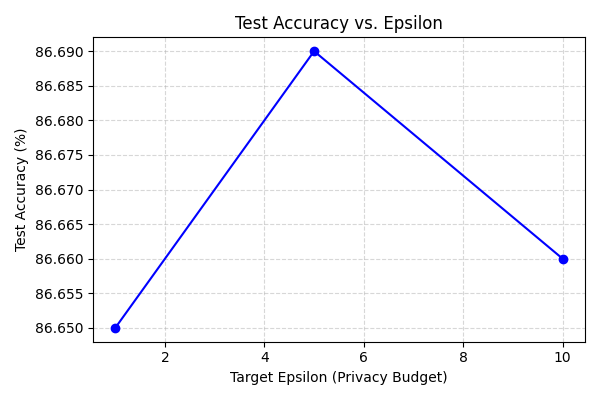 Test Accuracy vs. Epsilon
86.690
86.685
86.680
86.675
86.670
86.665
86.660
86.655
86.650
Test Accuracy (%)
2 4 6 8 10
Target Epsilon (Privacy Budget)